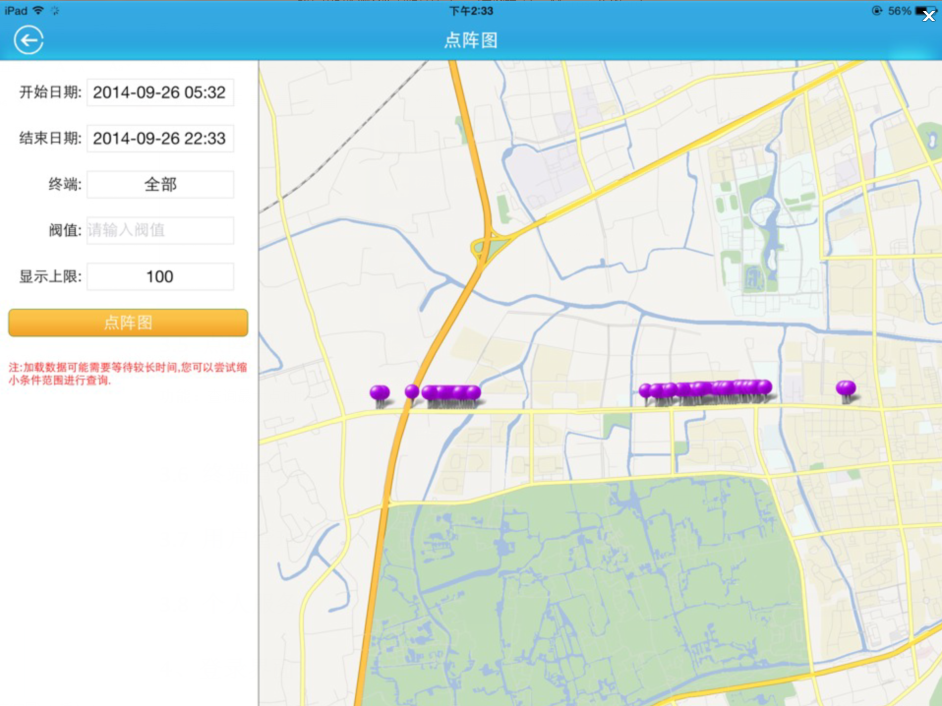 iPad
下午2:33
56%
点阵图
开始日期: 2014-09-26 05:32
结束日期: 2014-09-26 22:33
终端: 全部
阀值: 请输入阀值
显示上限: 100
点阵图
注:加载数据可能需要等待较长时间,您可以尝试缩
小条件范围进行查询.